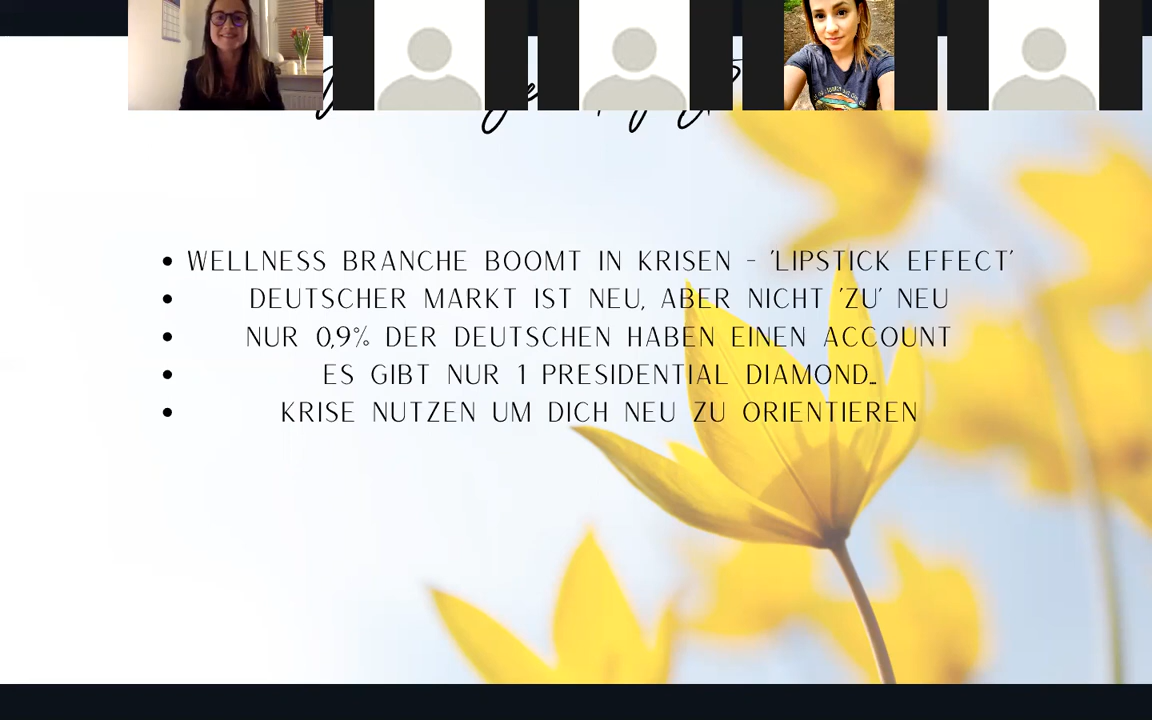 • WELLNESS BRANCHE BOOMT IN KRISEN - 'LIPSTICK EFFECT'
• DEUTSCHER MARKT IST NEU, ABER NICHT 'ZU' NEU
• NUR 0,9% DER DEUTSCHEN HABEN EINEN ACCOUNT
• ES GIBT NUR 1 PRESIDENTIAL DIAMOND...
• KRISE NUTZEN UM DICH NEU ZU ORIENTIEREN